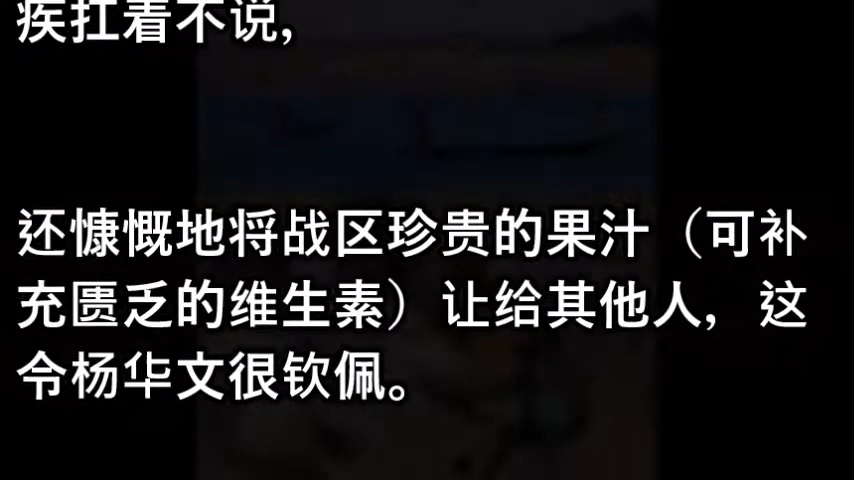 疾扛着不说，
还慷慨地将战区珍贵的果汁（可补
充匮乏的维生素）让给其他人，这
令杨华文很钦佩。